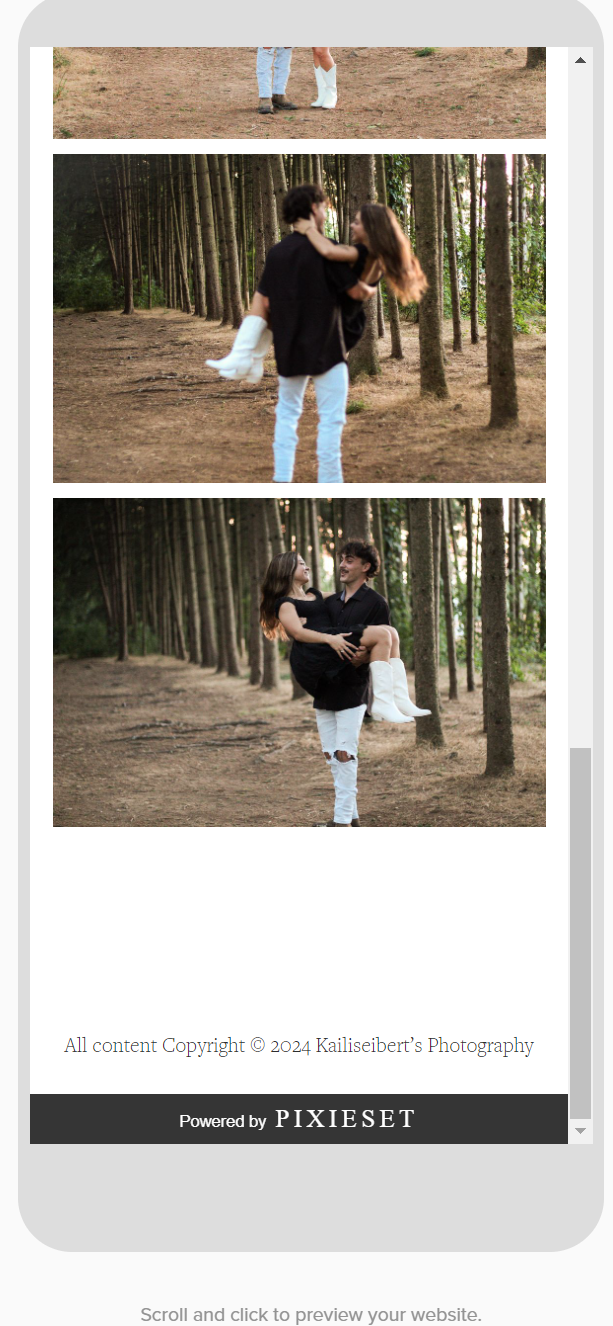 All content Copyright © 2024 Kailiseibert’s Photography
Powered by PIXIESET
Scroll and click to preview your website.